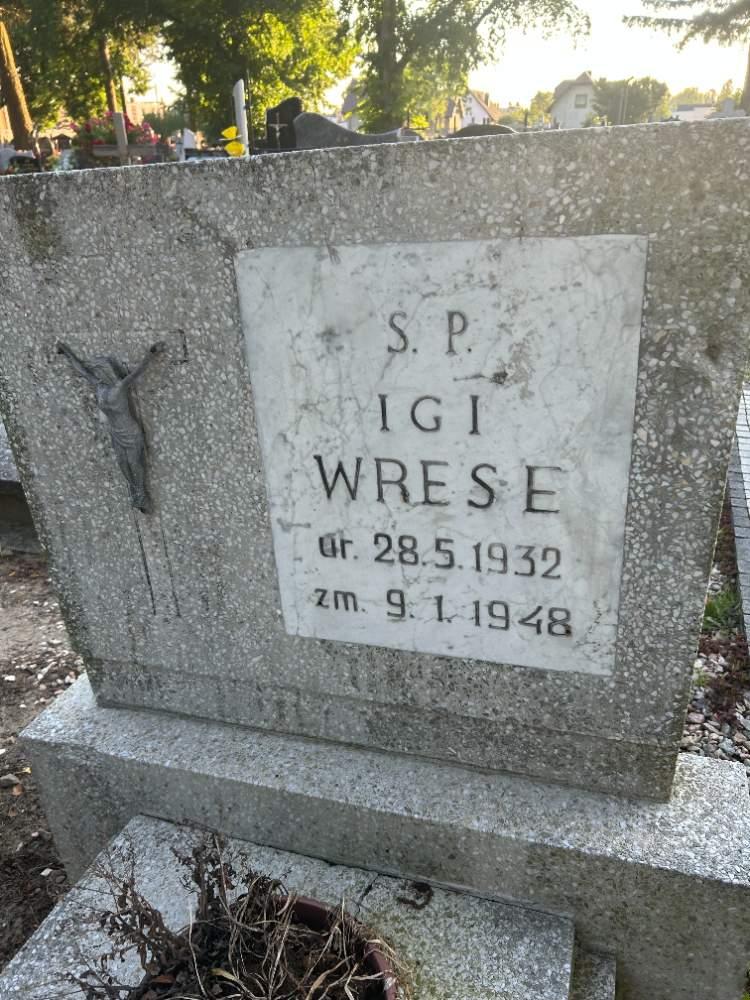 S. P.
IGI
WRESE
ur. 28.5.1932
zm. 9.1.1948